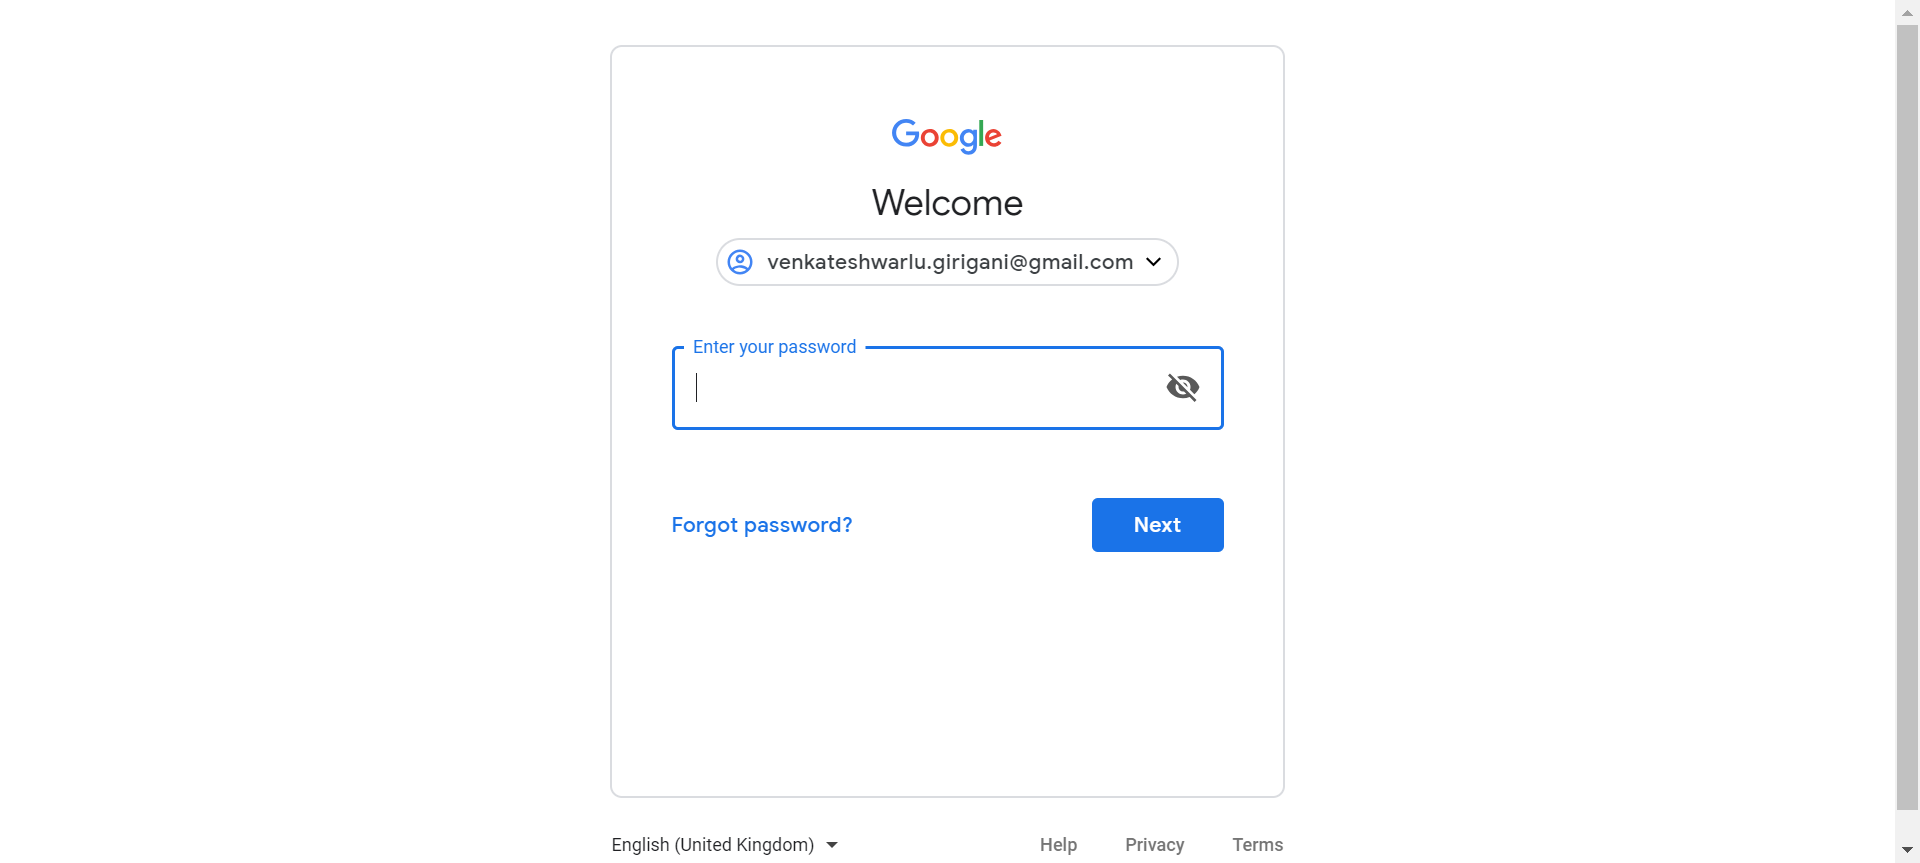 Google
Welcome
venkateshwarlu.girigani@gmail.com
Enter your password
Forgot password?
Next
English (United Kingdom)
Help
Privacy
Terms